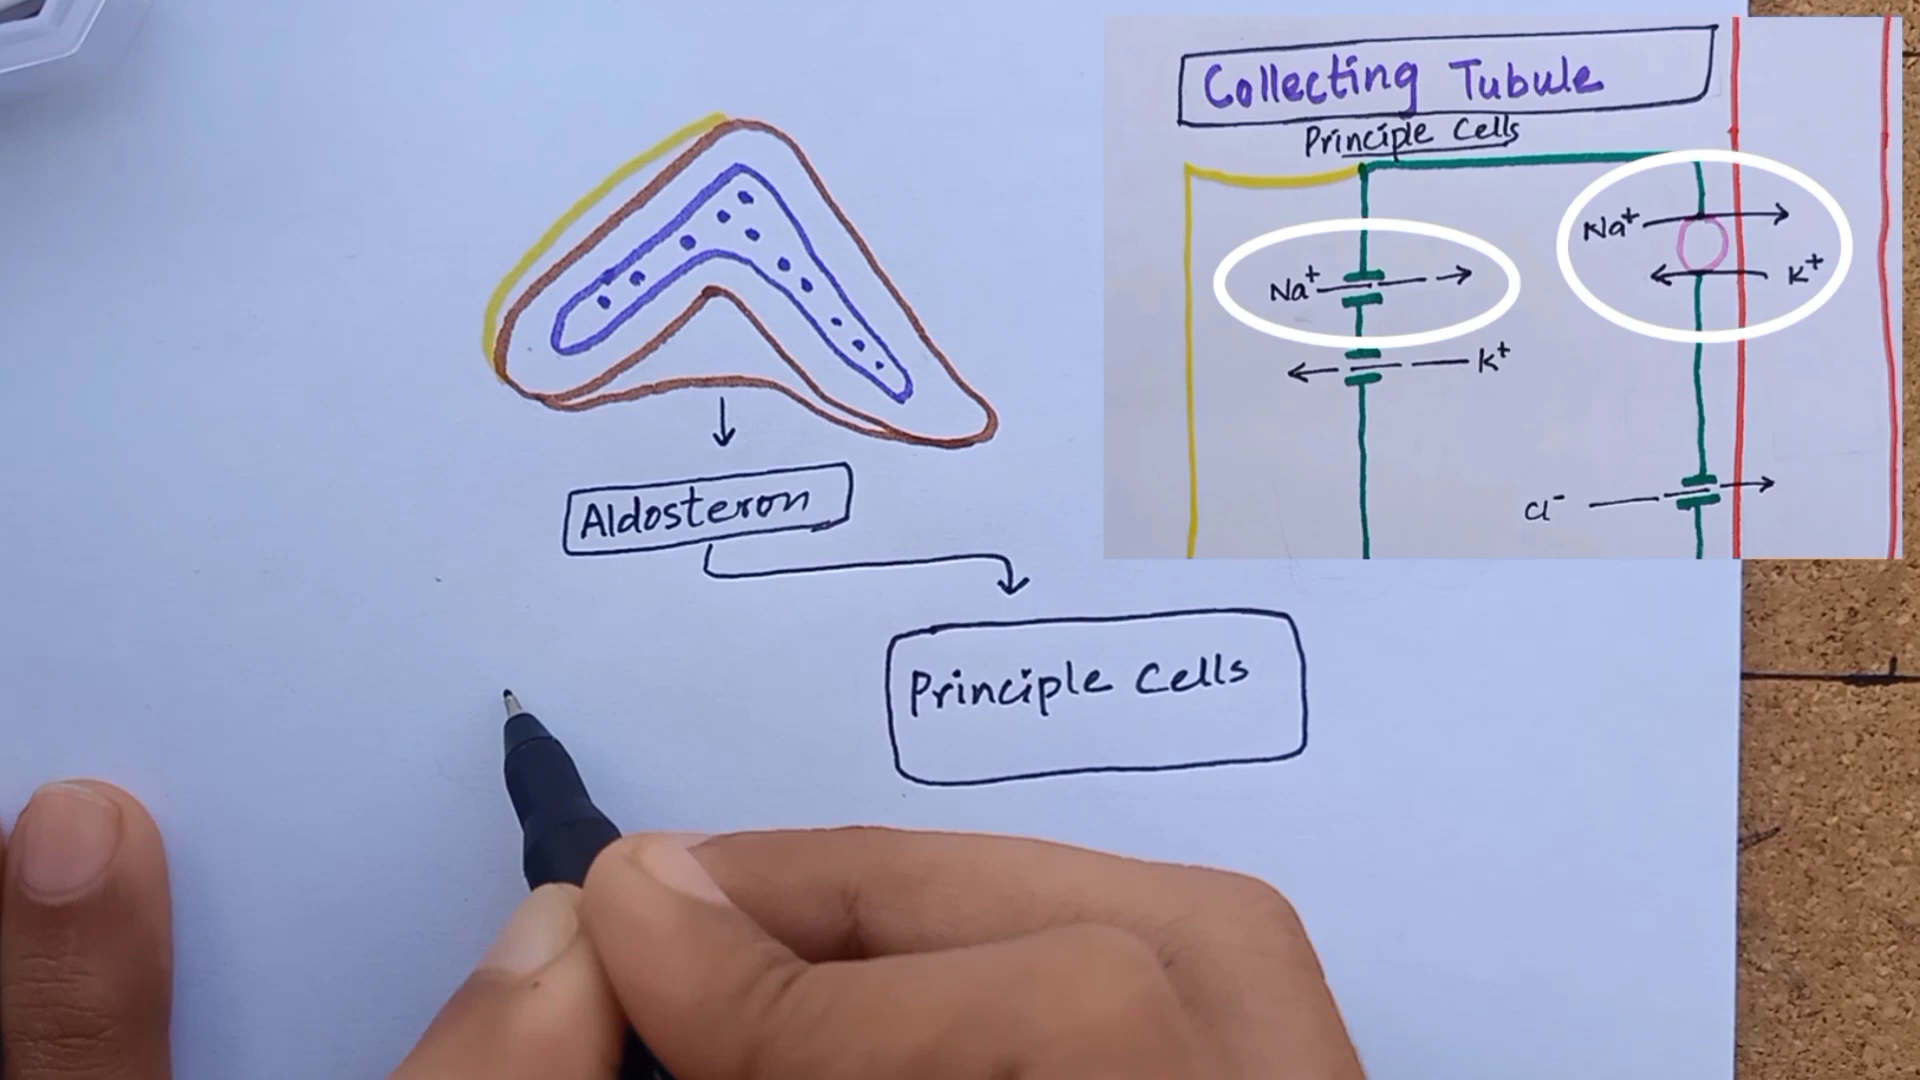 Collecting Tubule
Principle Cells
Na⁺
K⁺
Na⁺
K⁺
Cl⁻
Aldosteron
Principle Cells